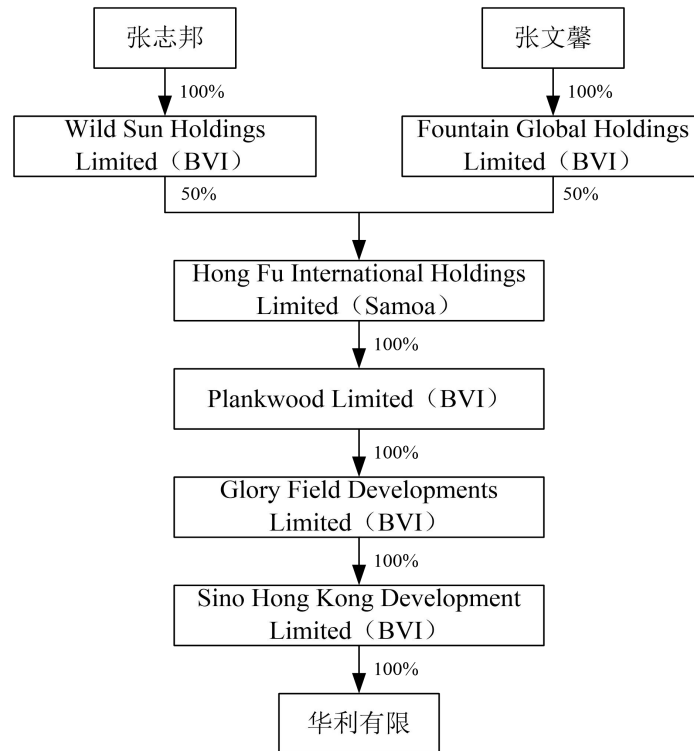 张志邦
张文馨
100%
100%
Wild Sun Holdings
Limited（BVI）
Fountain Global Holdings
Limited（BVI）
50%
50%
Hong Fu International Holdings
Limited（Samoa）
100%
Plankwood Limited（BVI）
100%
Glory Field Developments
Limited（BVI）
100%
Sino Hong Kong Development
Limited（BVI）
100%
华利有限